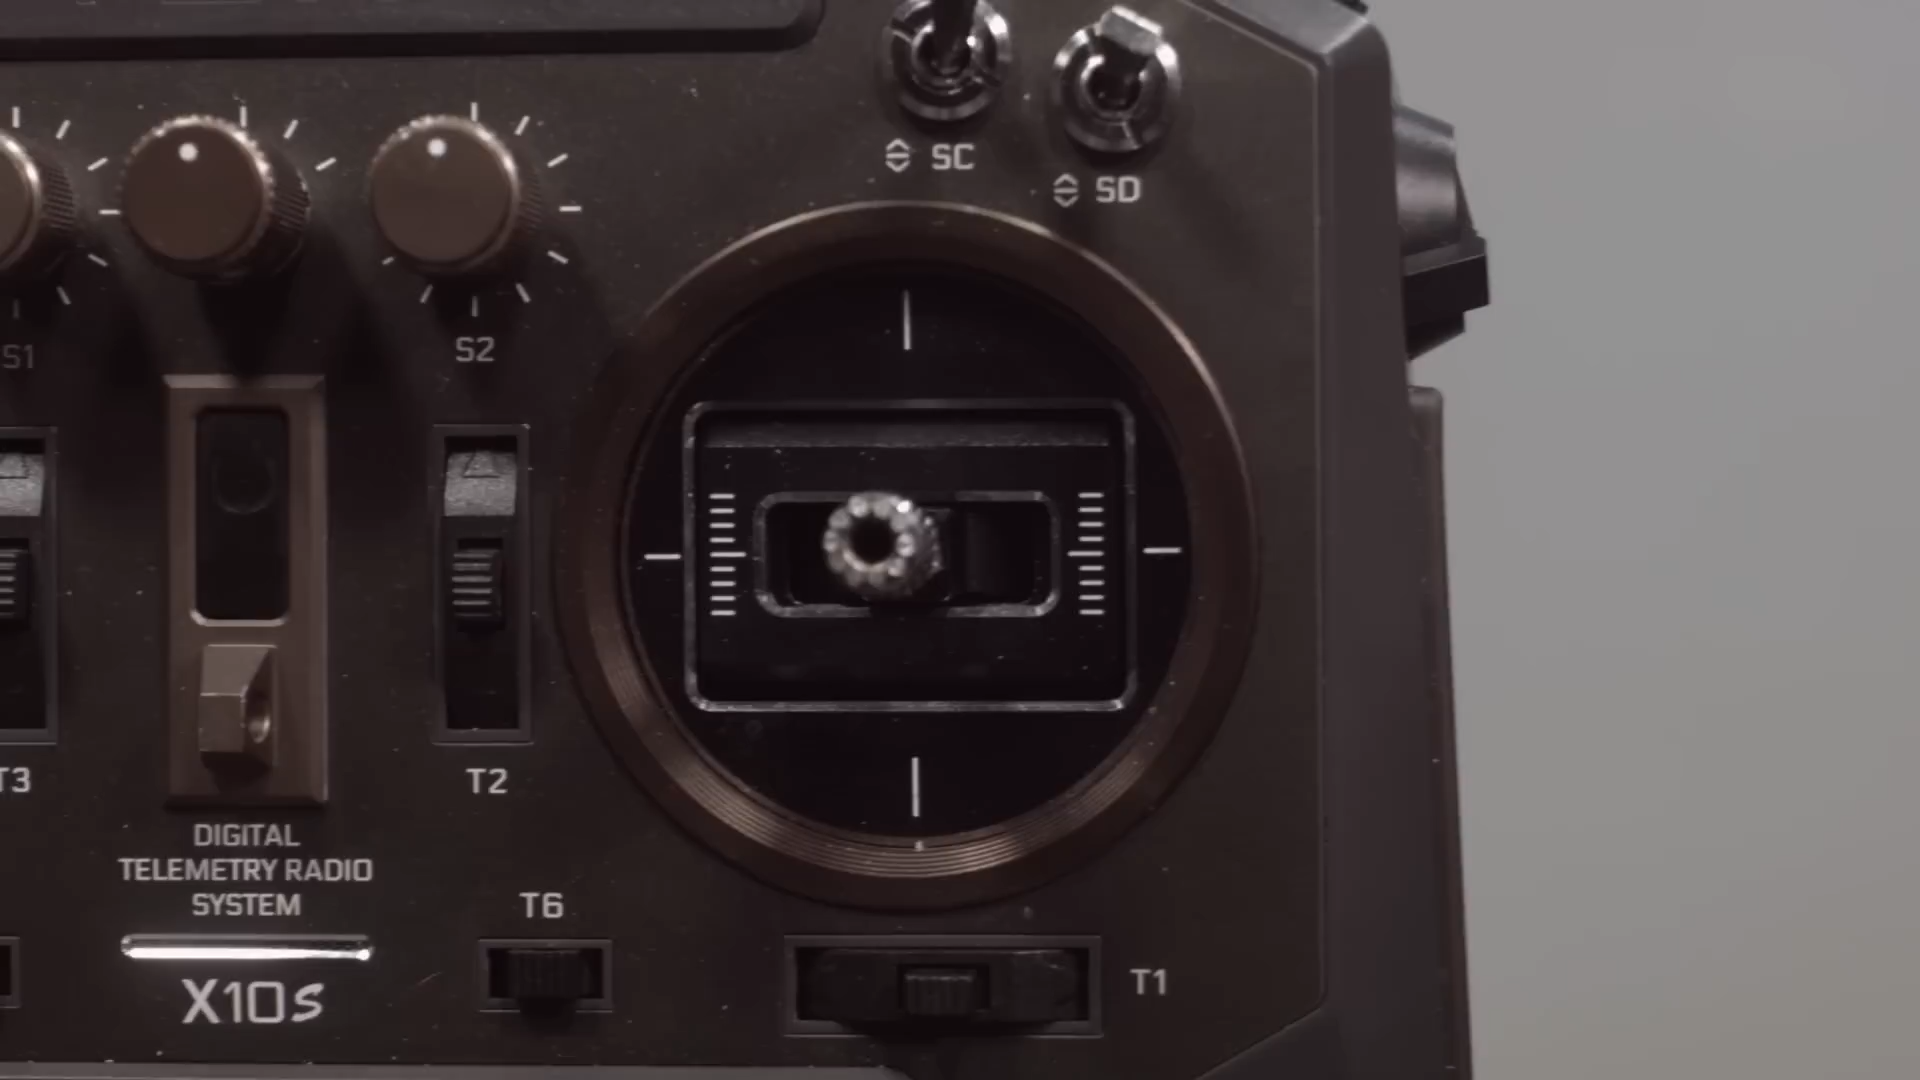 SC
SD
S1
S2
T3
T2
DIGITAL
TELEMETRY RADIO
SYSTEM
T6
X10s
T1